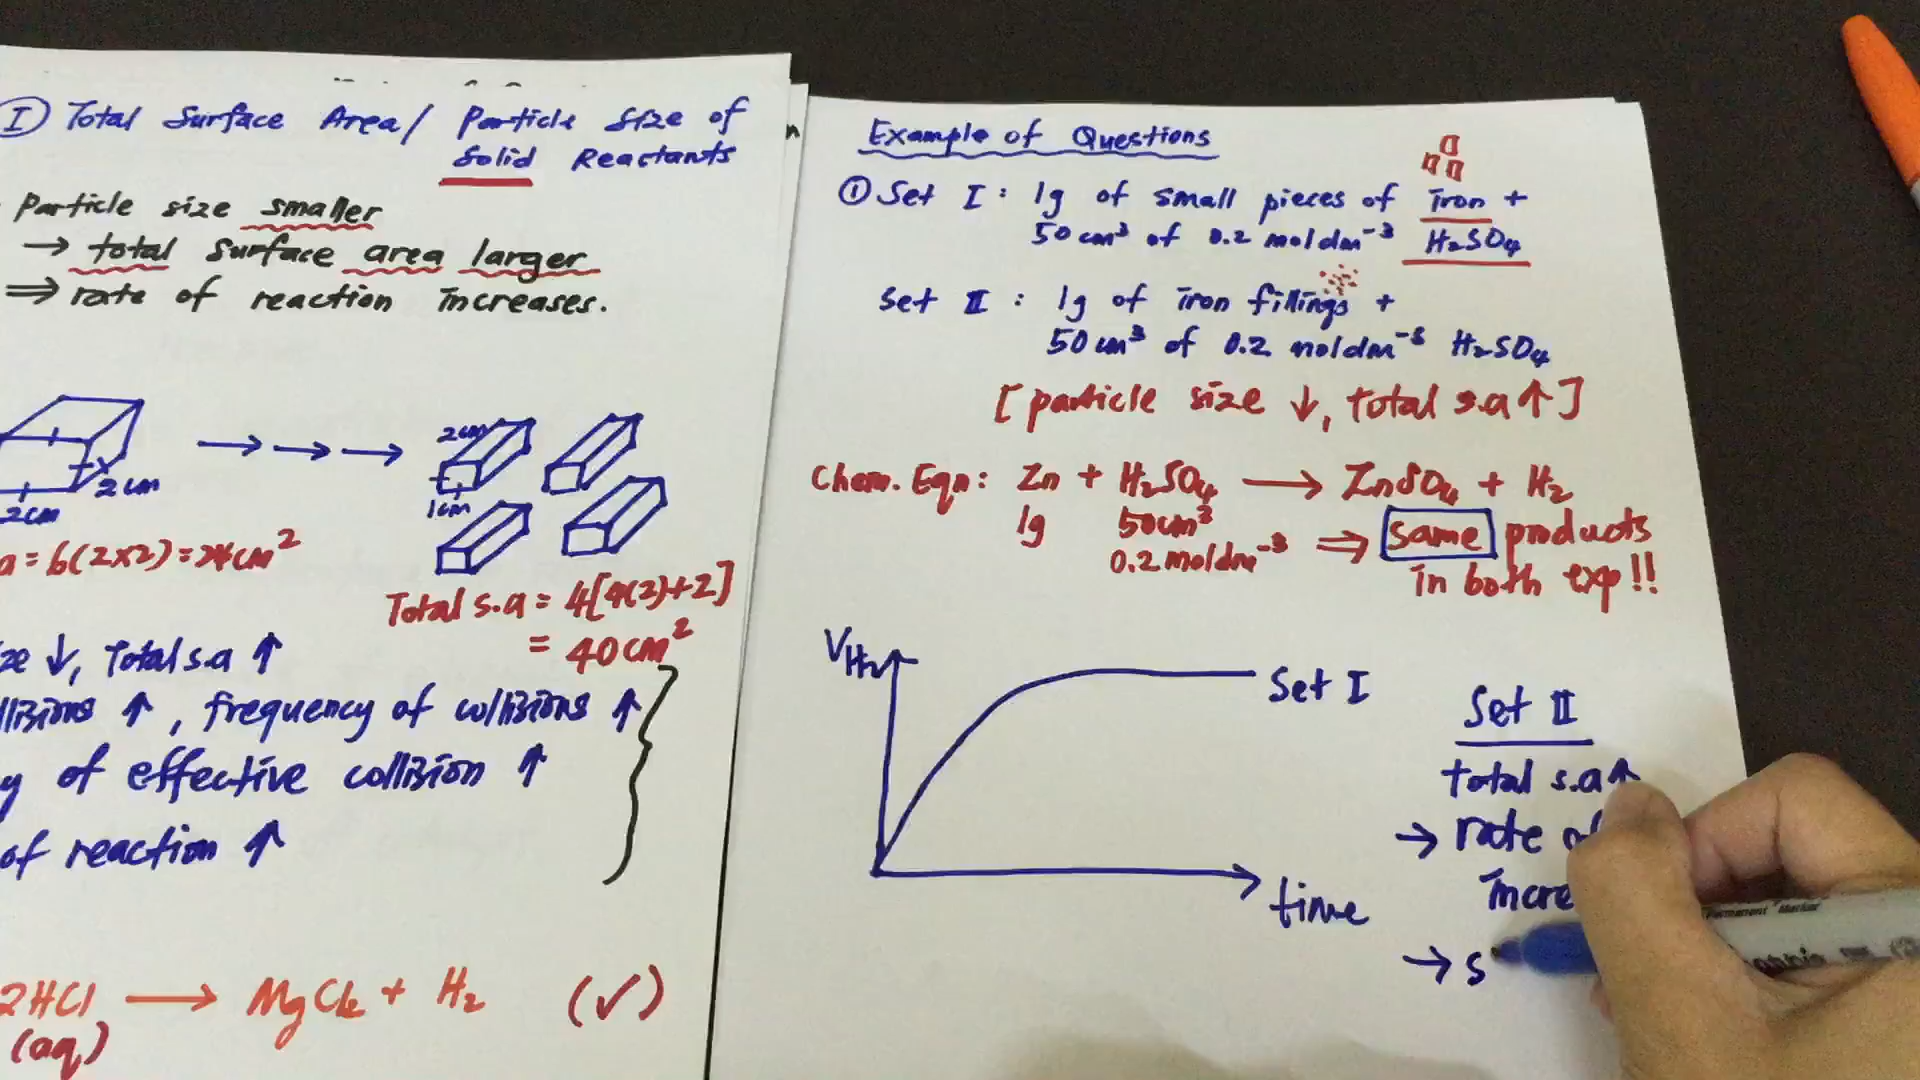 I Total Surface Area/ Particle Size of
Solid Reactants
Particle size smaller
→ total surface area larger
⇒ rate of reaction increases.
2cm
2cm
2cm
1cm
a = 6(2x2) = 24cm²
Total s.a = 4[4(2)+2]
= 40cm²
ze ↓, Total s.a ↑
llisions ↑, frequency of collisions ↑
y of effective collision ↑
of reaction ↑
2HCl → MgCl₂ + H₂ (✓)
(aq)
Example of Questions
① Set I : 1g of small pieces of iron +
50cm³ of 0.2 moldm⁻³ H₂SO₄
Set II : 1g of iron fillings +
50cm³ of 0.2 moldm⁻³ H₂SO₄
[particle size ↓, total s.a ↑]
Chem. Eqn: Zn + H₂SO₄ → ZnSO₄ + H₂
1g 50cm³ ⇒ same products
0.2moldm⁻³ in both exp!!
V H₂
Set I
time
Set II
total s.a ↑
→ rate of
incre
→ s
Permanent Marker